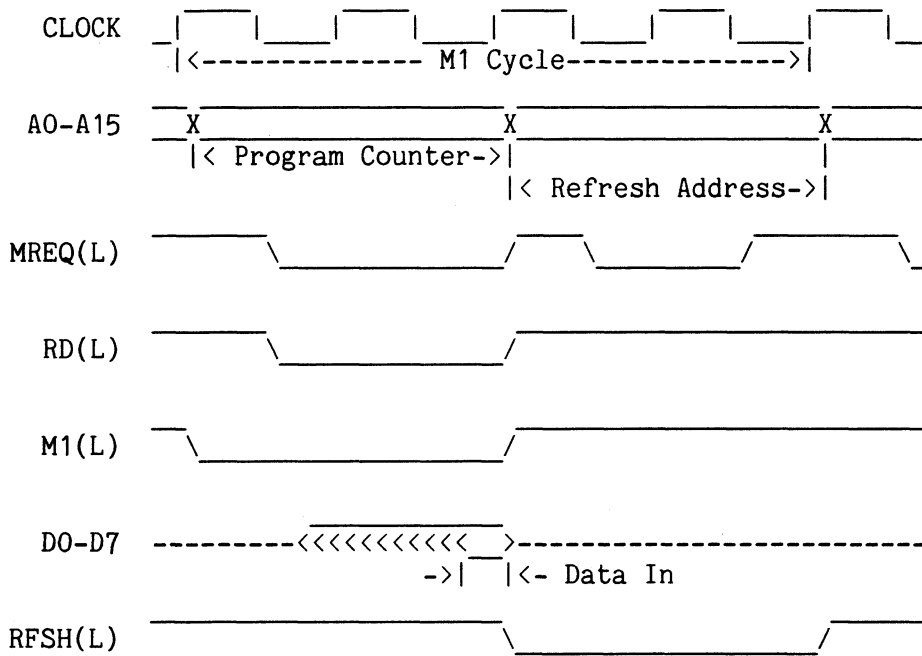 CLOCK
|<-------------- M1 Cycle------------->|
A0-A15 X X X
|< Program Counter->|
|< Refresh Address->|
MREQ(L)
RD(L)
M1(L)
D0-D7 ----------<<<<<<<<<<< >---------------------------
->| |<- Data In
RFSH(L)